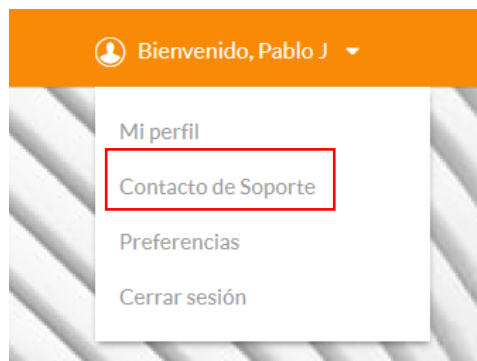 Bienvenido, Pablo J
Mi perfil
Contacto de Soporte
Preferencias
Cerrar sesión